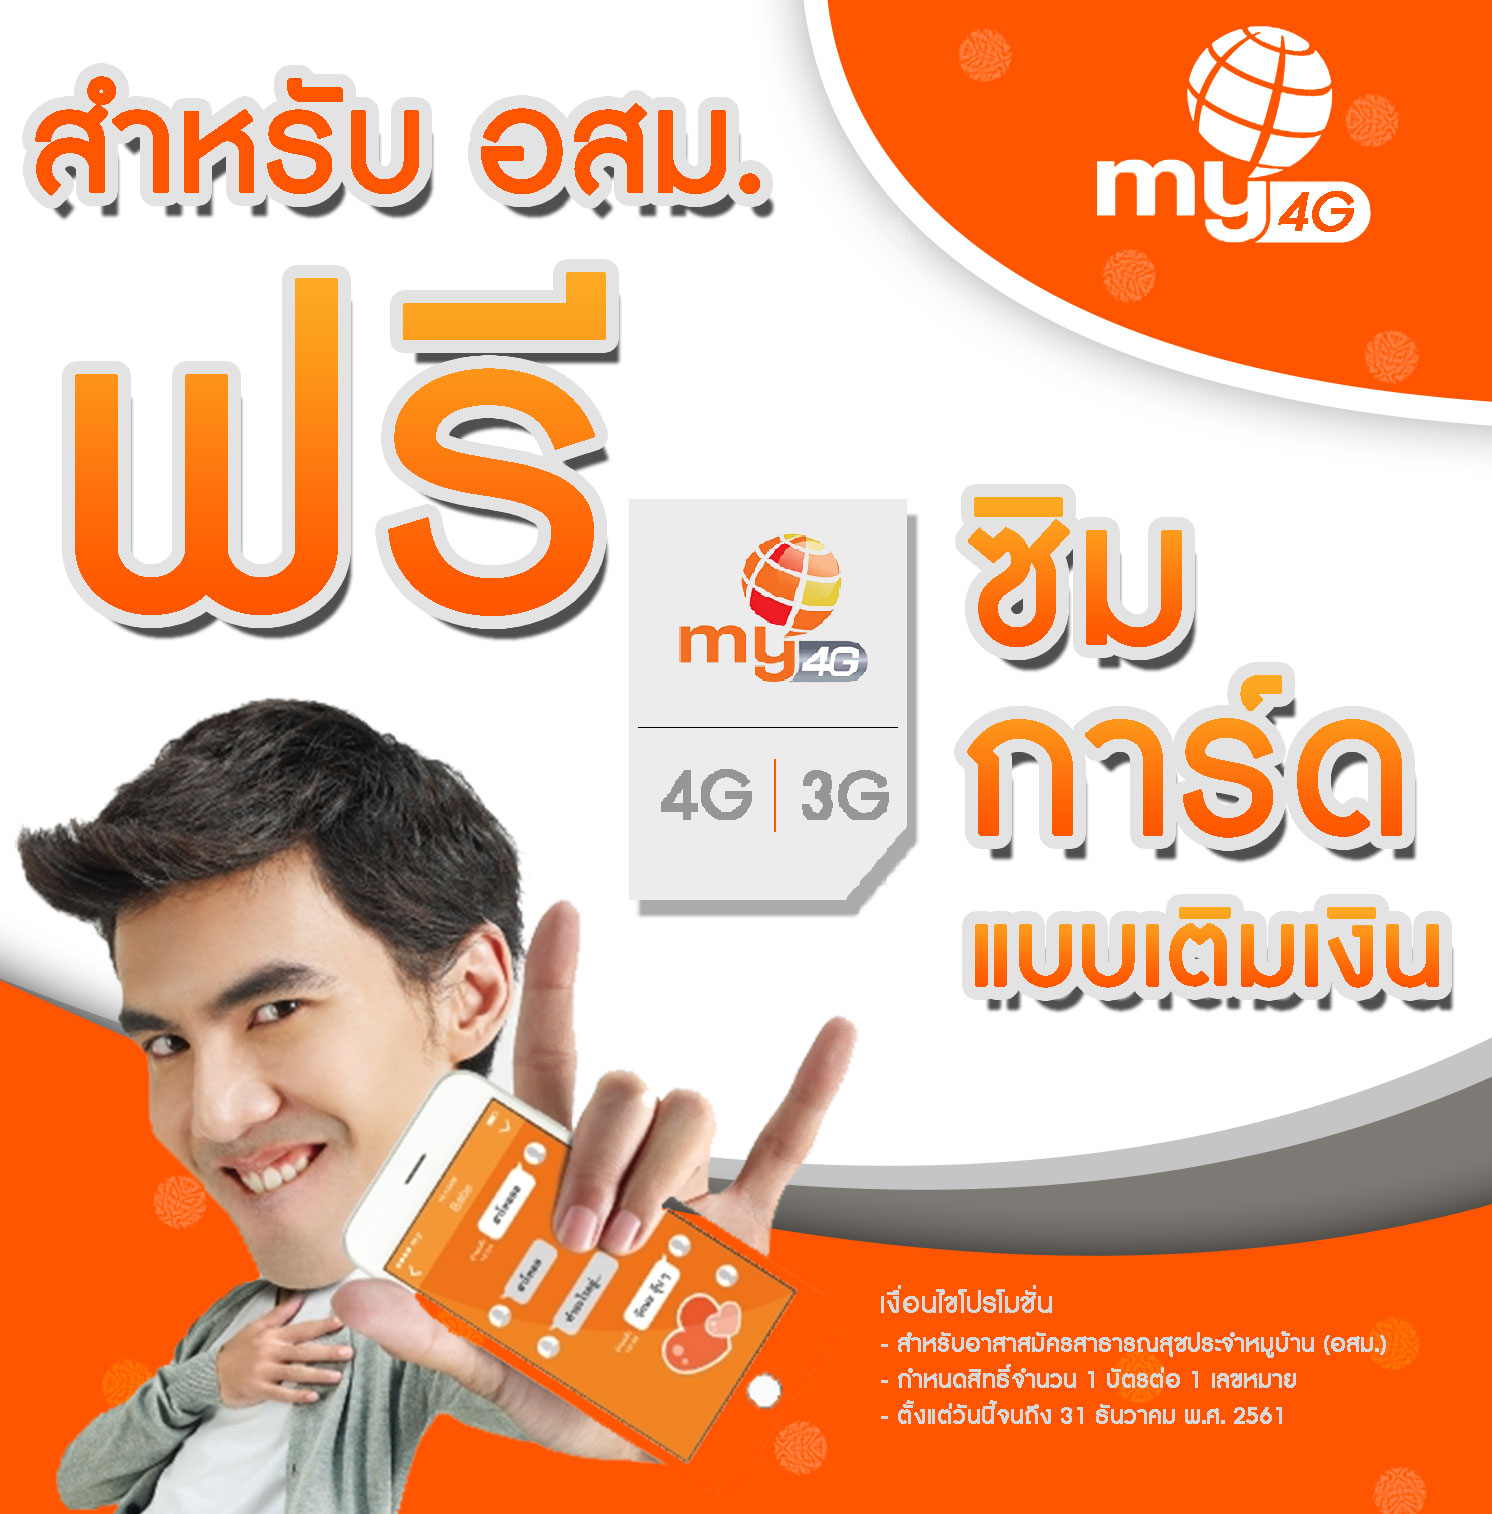 สำหรับ อสม.
my 4G
ฟรี
my 4G
4G | 3G
ซิม
การ์ด
แบบเติมเงิน
เงื่อนไขโปรโมชั่น
- สำหรับอาสาสมัครสาธารณสุขประจำหมู่บ้าน (อสม.)
- กำหนดสิทธิ์จำนวน 1 บัตรต่อ 1 เลขหมาย
- ตั้งแต่วันนี้จนถึง 31 ธันวาคม พ.ศ. 2561